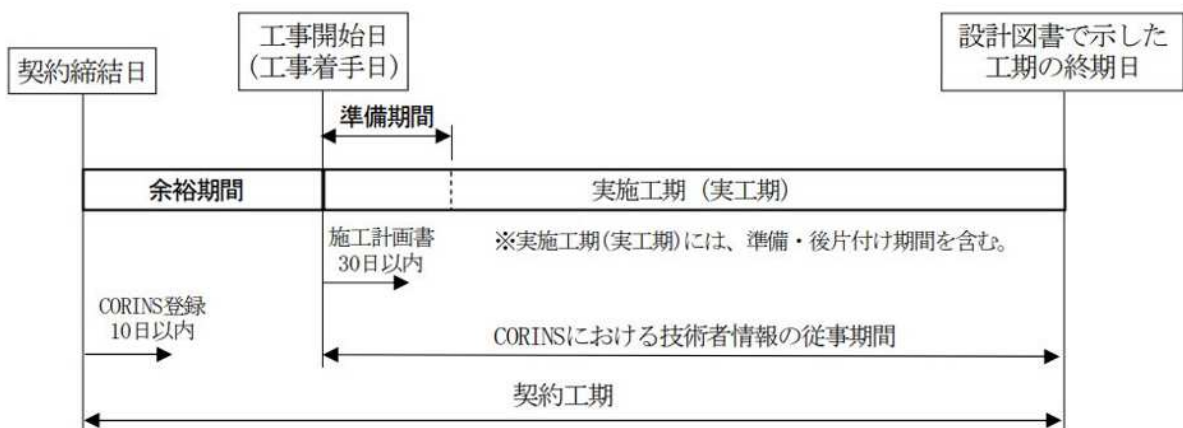 契約締結日
工事開始日
(工事着手日)
設計図書で示した
工期の終期日
準備期間
余裕期間
実施工期（実工期）
施工計画書
30日以内
※実施工期(実工期)には、準備・後片付け期間を含む。
CORINS登録
10日以内
CORINSにおける技術者情報の従事期間
契約工期